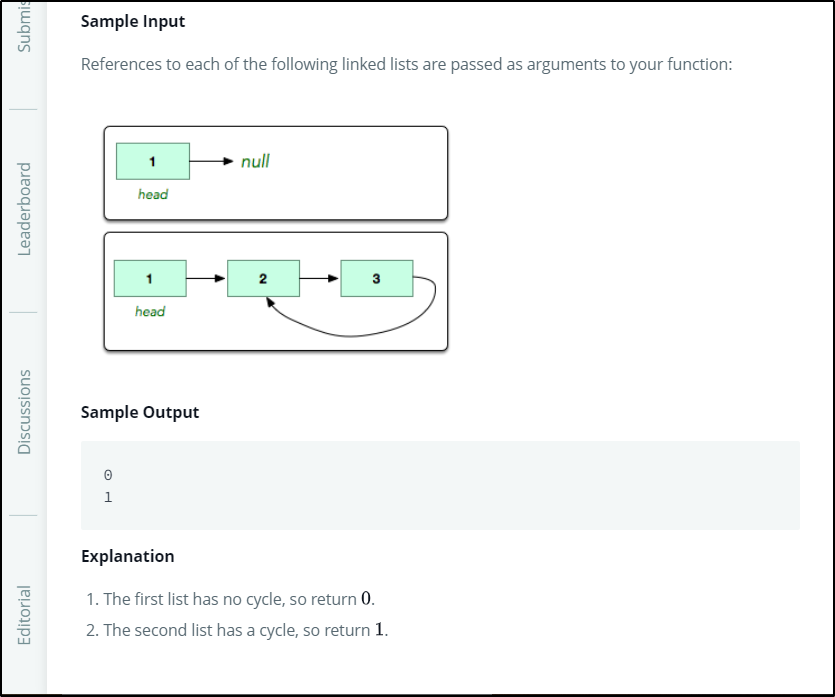 Submis
Leaderboard
Discussions
Editorial
Sample Input
References to each of the following linked lists are passed as arguments to your function:
1 null
head
1 2 3
head
Sample Output
0
1
Explanation
1. The first list has no cycle, so return 0.
2. The second list has a cycle, so return 1.